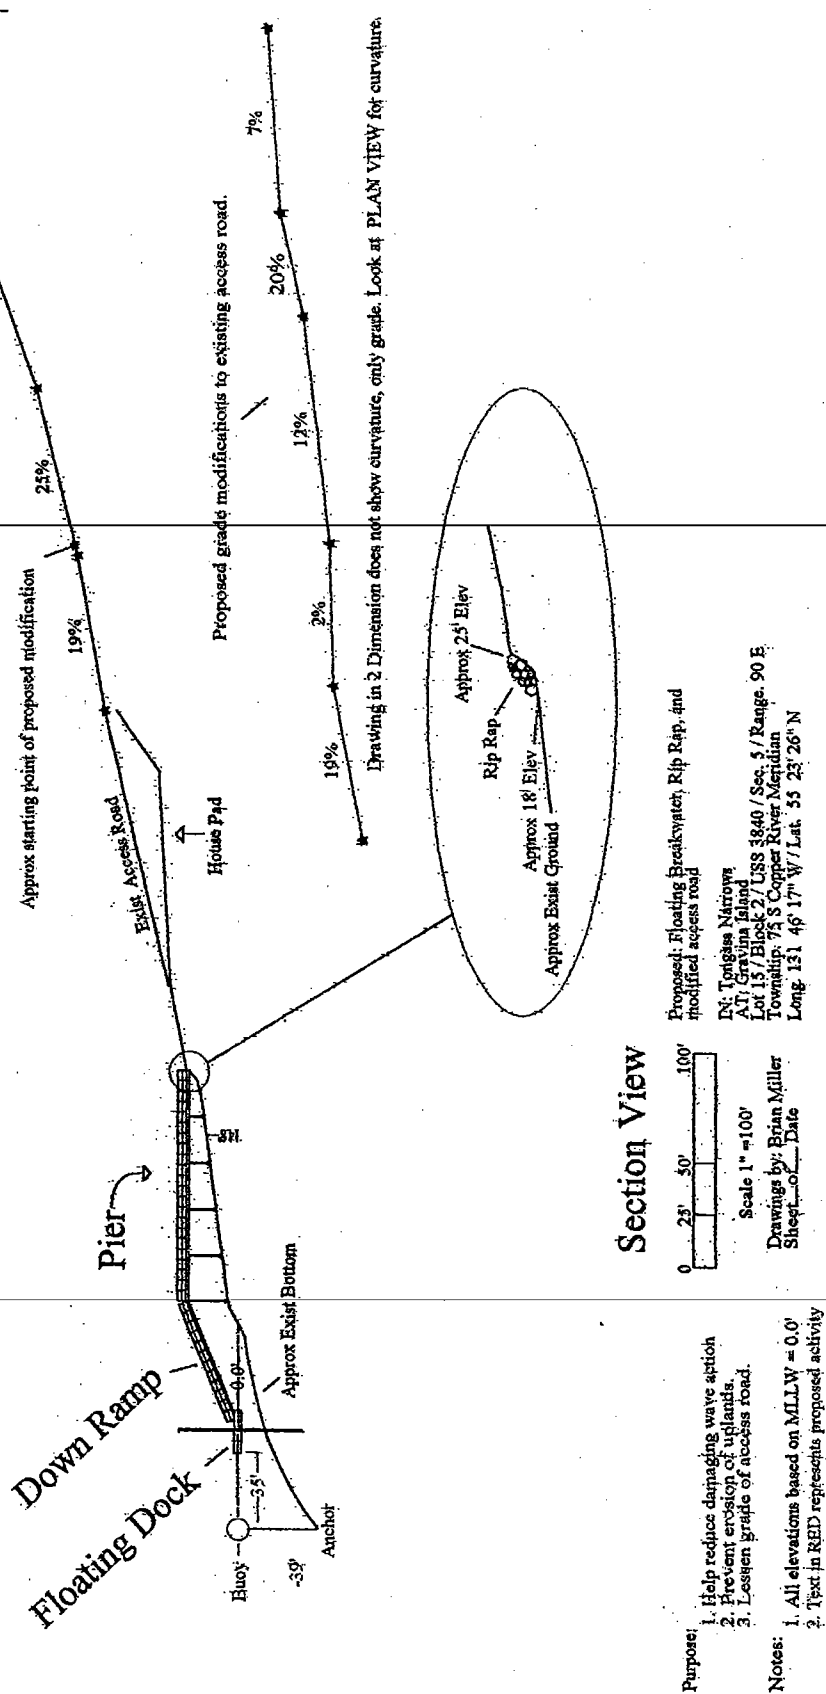 Down Ramp
Floating Dock
Pier
Buoy
35'
-39'
Anchor
0.0'
Approx Exist Bottom
Exist Access Road
House Pad
Approx starting point of proposed modification
19%
25%
Proposed grade modifications to existing access road.
19%
2%
12%
20%
7%
Drawing in 2 Dimension does not show curvature, only grade. Look at PLAN VIEW for curvature.
Approx 25' Elev
Rip Rap
Approx 18' Elev
Approx Exist Ground
Section View
0 25' 50' 100'
Scale 1" =100'
Drawings by: Brian Miller
Sheet__of__ Date
Proposed: Floating Breakwater, Rip Rap, and
modified access road
IN: Tongass Narrows
AT: Gravina Island
Lot 15 / Block 2 / USS 3840 / Sec. 5 / Range. 90 E
Township. 75 S Copper River Meridian
Long. 131 46' 17" W / Lat. 55 23' 26" N
Purpose:
1. Help reduce damaging wave action
2. Prevent erosion of uplands.
3. Lessen grade of access road.
Notes:
1. All elevations based on MLLW = 0.0'
2. Text in RED represents proposed activity